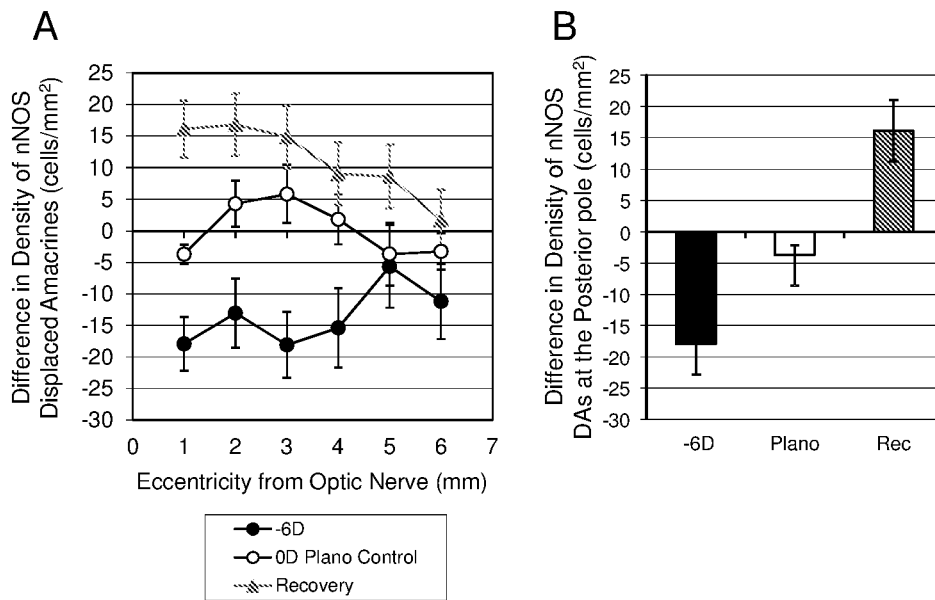 A
Difference in Density of nNOS
Displaced Amacrines (cells/mm²)
25
20
15
10
5
0
-5
-10
-15
-20
-25
-30
0 1 2 3 4 5 6 7
Eccentricity from Optic Nerve (mm)
-6D
0D Plano Control
Recovery
B
Difference in Denisity of nNOS
DAs at the Posterior pole (cells/mm²)
25
20
15
10
5
0
-5
-10
-15
-20
-25
-30
-6D Plano Rec